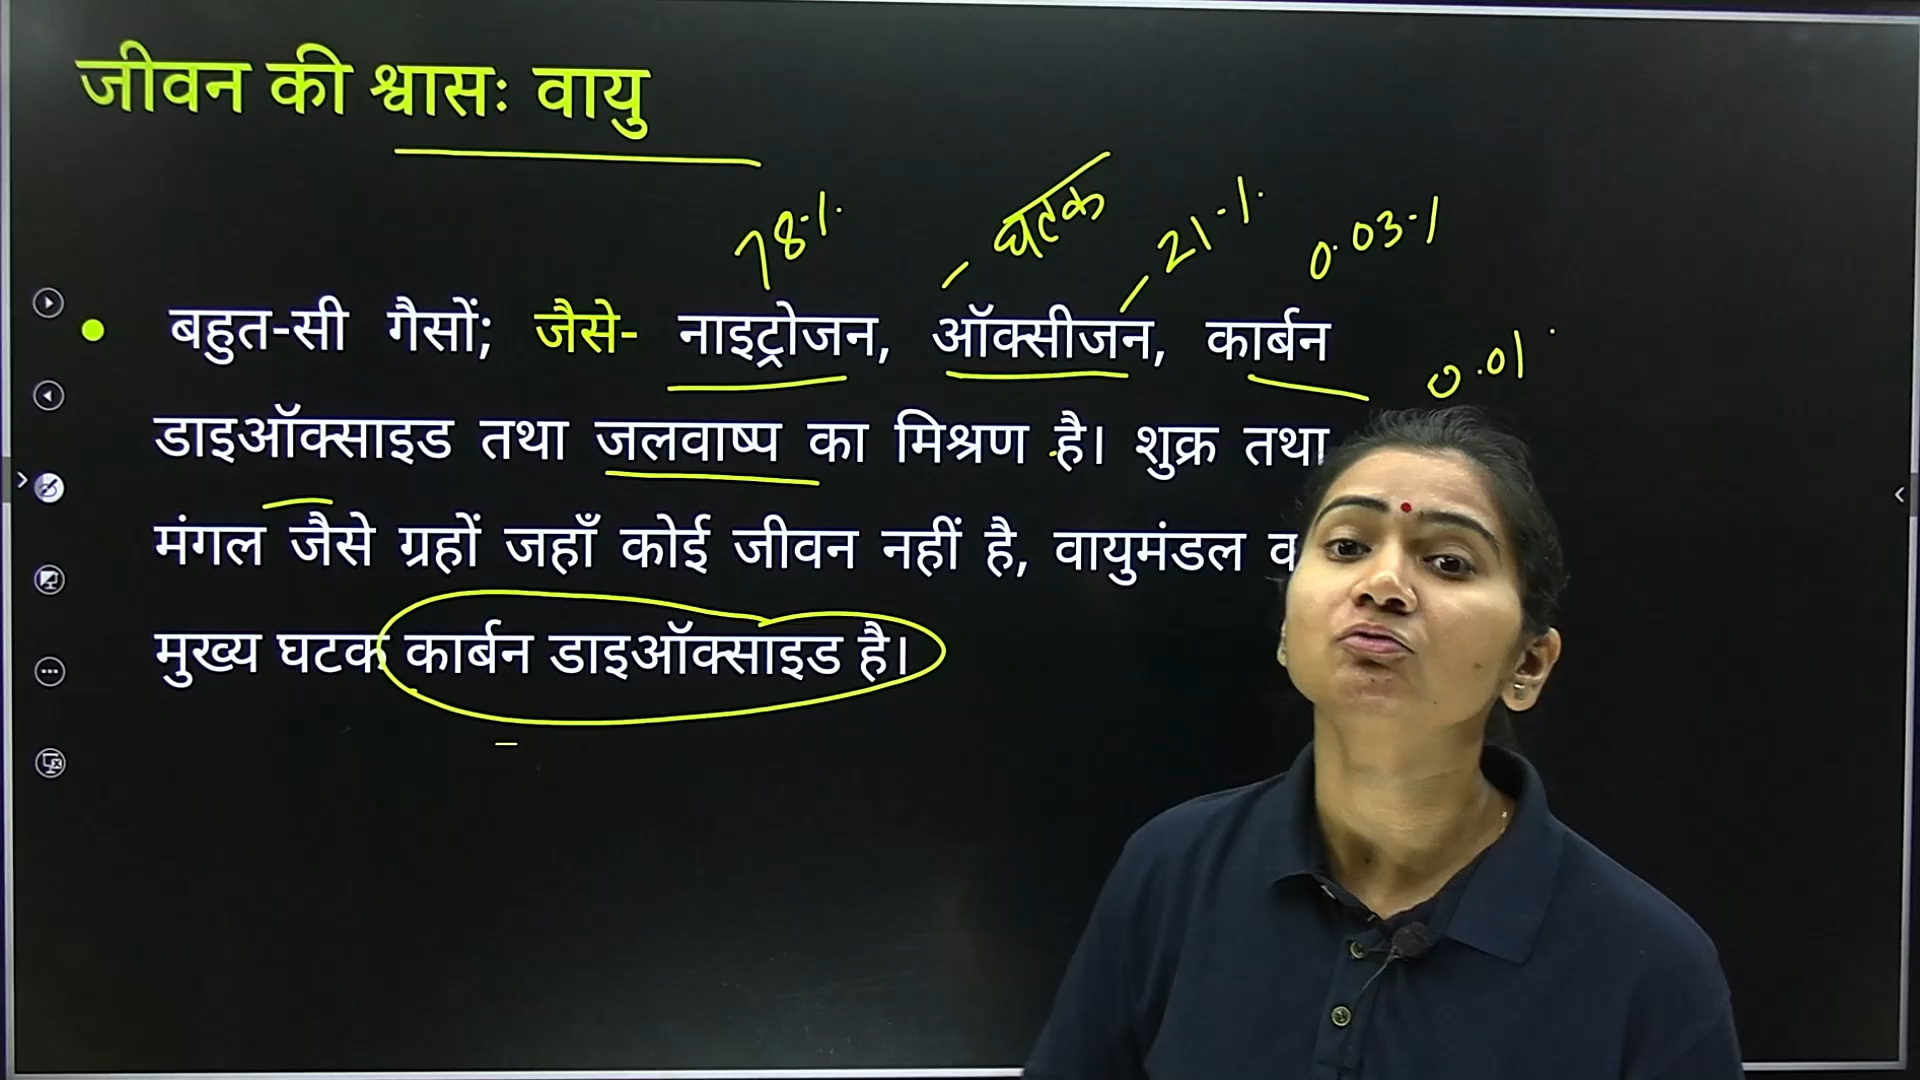 जीवन की श्वासः वायु
78%
घटक
21%
0.03%
बहुत-सी गैसों; जैसे- नाइट्रोजन, ऑक्सीजन, कार्बन
0.01
डाइऑक्साइड तथा जलवाष्प का मिश्रण है। शुक्र तथा
मंगल जैसे ग्रहों जहाँ कोई जीवन नहीं है, वायुमंडल
मुख्य घटक कार्बन डाइऑक्साइड है।